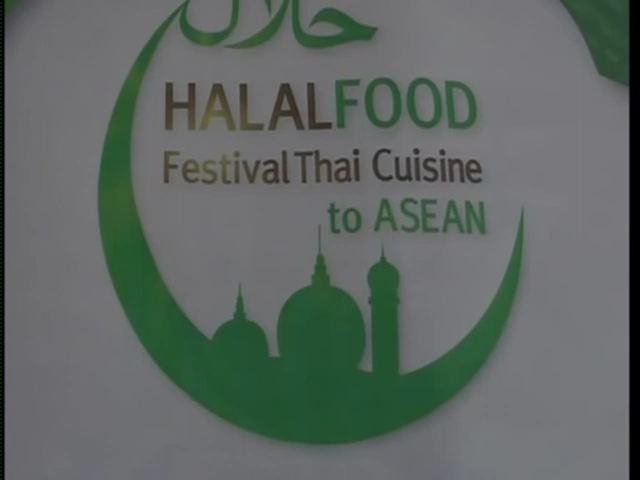 حلال
HALALFOOD
Festival Thai Cuisine
to ASEAN